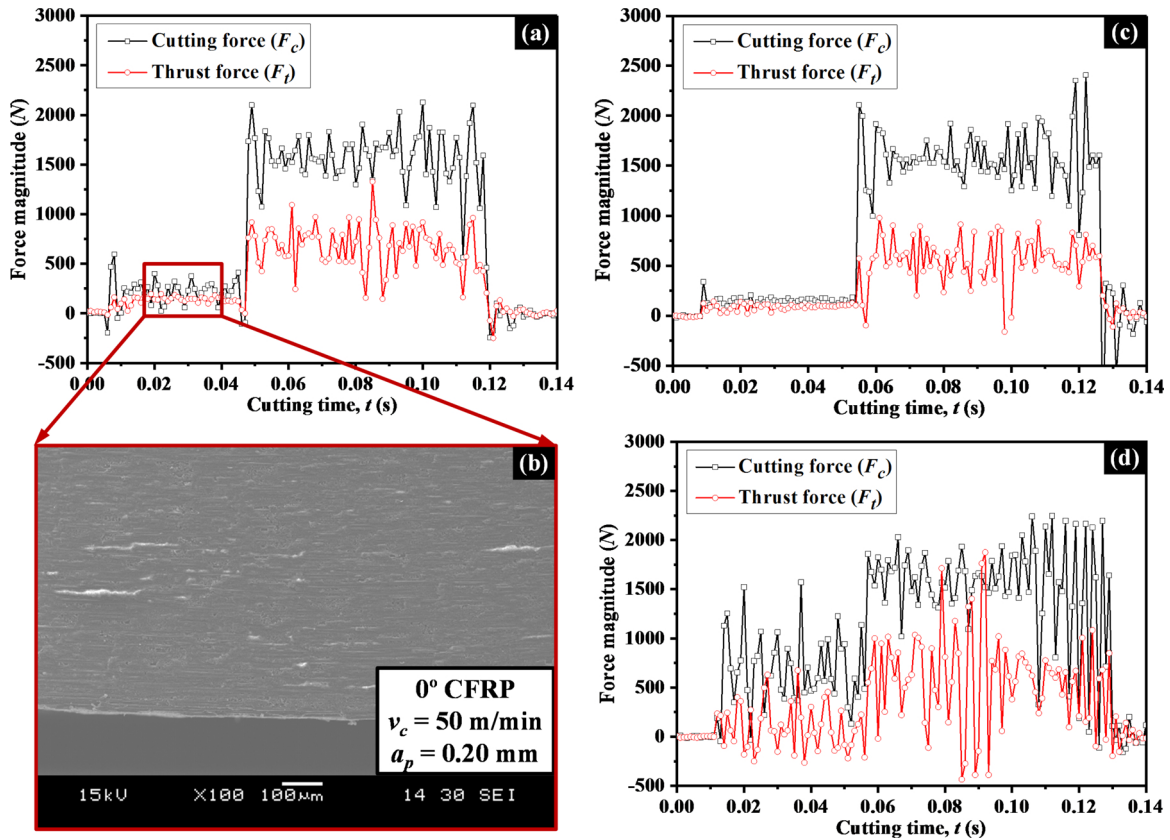 (a)
Cutting force (Fc)
Thrust force (Ft)
Force magnitude (N)
3000
2500
2000
1500
1000
500
0
-500
0.00 0.02 0.04 0.06 0.08 0.10 0.12 0.14
Cutting time, t (s)
(b)
0° CFRP
vc = 50 m/min
ap = 0.20 mm
15kV X100 100µm 14 30 SEI
(c)
Cutting force (Fc)
Thrust force (Ft)
Force magnitude (N)
3000
2500
2000
1500
1000
500
0
-500
0.00 0.02 0.04 0.06 0.08 0.10 0.12 0.14
Cutting time, t (s)
(d)
Cutting force (Fc)
Thrust force (Ft)
Force magnitude (N)
3000
2500
2000
1500
1000
500
0
-500
0.00 0.02 0.04 0.06 0.08 0.10 0.12 0.14
Cutting time, t (s)